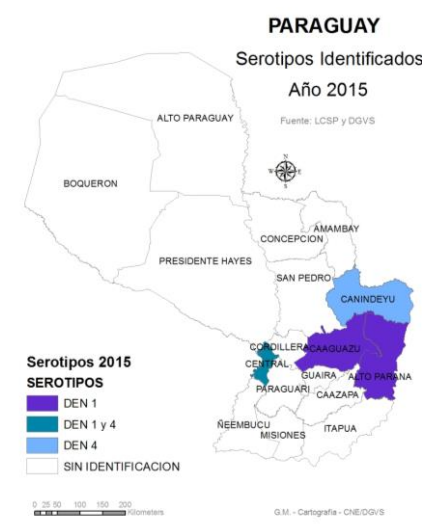 PARAGUAY
Serotipos Identificados
Año 2015
Fuente: LCSP y DGVS
N
W E
S
ALTO PARAGUAY
BOQUERON
AMAMBAY
CONCEPCION
PRESIDENTE HAYES
SAN PEDRO
CANINDEYU
CORDILLERA
CAAGUAZU
CENTRAL
GUAIRA
ALTO PARANA
PARAGUARI
CAAZAPA
ÑEEMBUCU
ITAPUA
MISIONES
Serotipos 2015
SEROTIPOS
DEN 1
DEN 1 y 4
DEN 4
SIN IDENTIFICACION
0 25 50 100 150 200
Kilometers
G.M. - Cartografía - CNE/DGVS